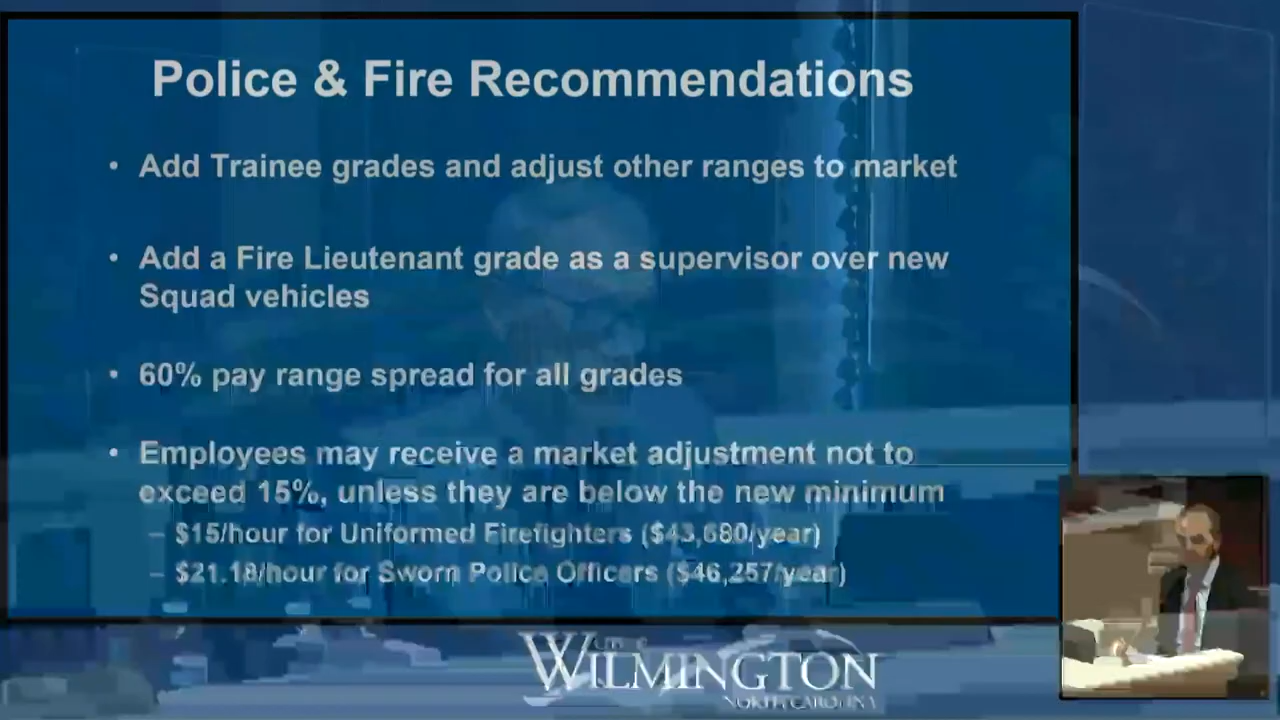 Police & Fire Recommendations
• Add Trainee grades and adjust other ranges to market
• Add a Fire Lieutenant grade as a supervisor over new
Squad vehicles
• 60% pay range spread for all grades
• Employees may receive a market adjustment not to
exceed 15%, unless they are below the new minimum
– $15/hour for Uniformed Firefighters ($43,680/year)
– $21.18/hour for Sworn Police Officers ($46,257/year)
City of
WILMINGTON
NORTH CAROLINA